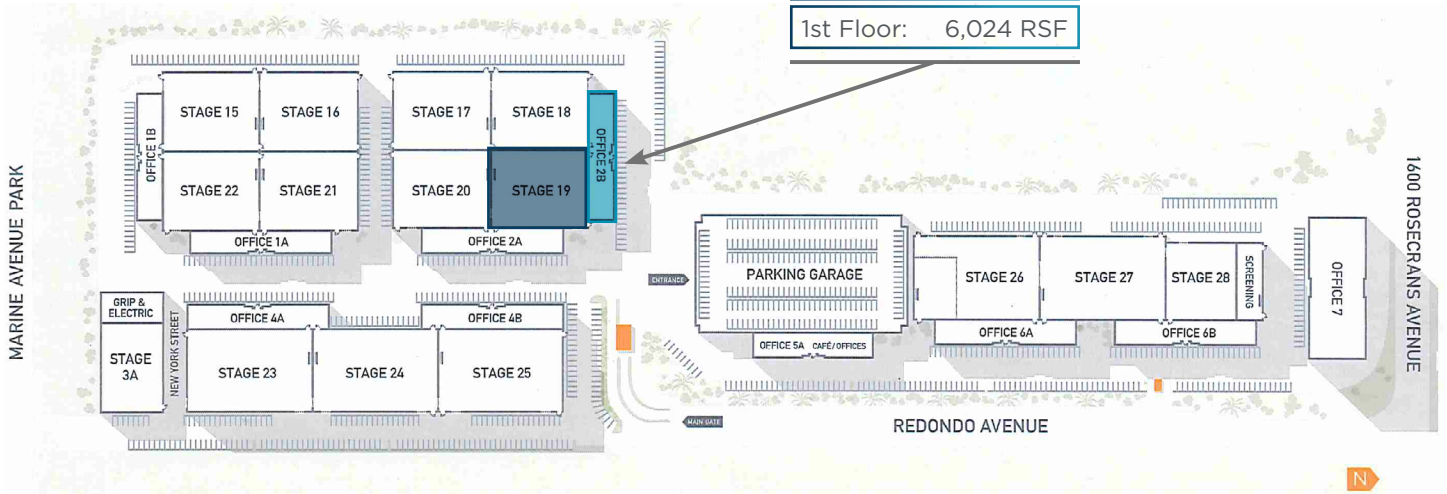 1st Floor: 6,024 RSF
MARINE AVENUE PARK
OFFICE 1B
STAGE 15
STAGE 16
STAGE 17
STAGE 18
OFFICE 2B
STAGE 22
STAGE 21
STAGE 20
STAGE 19
OFFICE 1A
OFFICE 2A
1600 ROSECRANS AVENUE
ENTRANCE
PARKING GARAGE
STAGE 26
STAGE 27
STAGE 28
SCREENING
OFFICE 7
GRIP &
ELECTRIC
NEW YORK STREET
OFFICE 4A
OFFICE 4B
OFFICE 5A CAFÉ/OFFICES
OFFICE 6A
OFFICE 6B
STAGE
3A
STAGE 23
STAGE 24
STAGE 25
MAIN GATE
REDONDO AVENUE
N